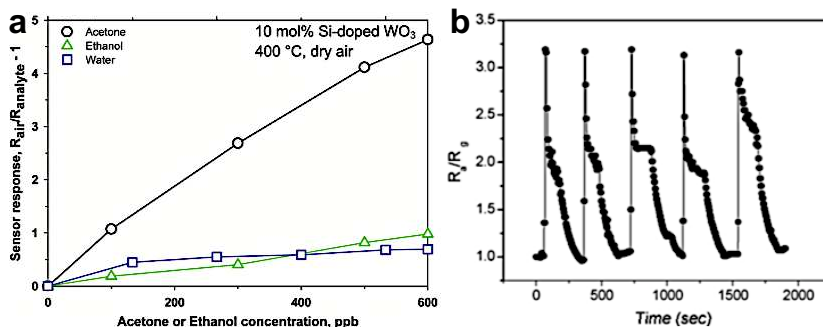 a
5
4
3
2
1
0
Sensor response, Rair/Ranalyte - 1
Acetone
Ethanol
Water
10 mol% Si-doped WO3
400 °C, dry air
0
200
400
600
Acetone or Ethanol concentration, ppb
b
3.5
3.0
2.5
2.0
1.5
1.0
Ra/Rg
0
500
1000
1500
2000
Time (sec)